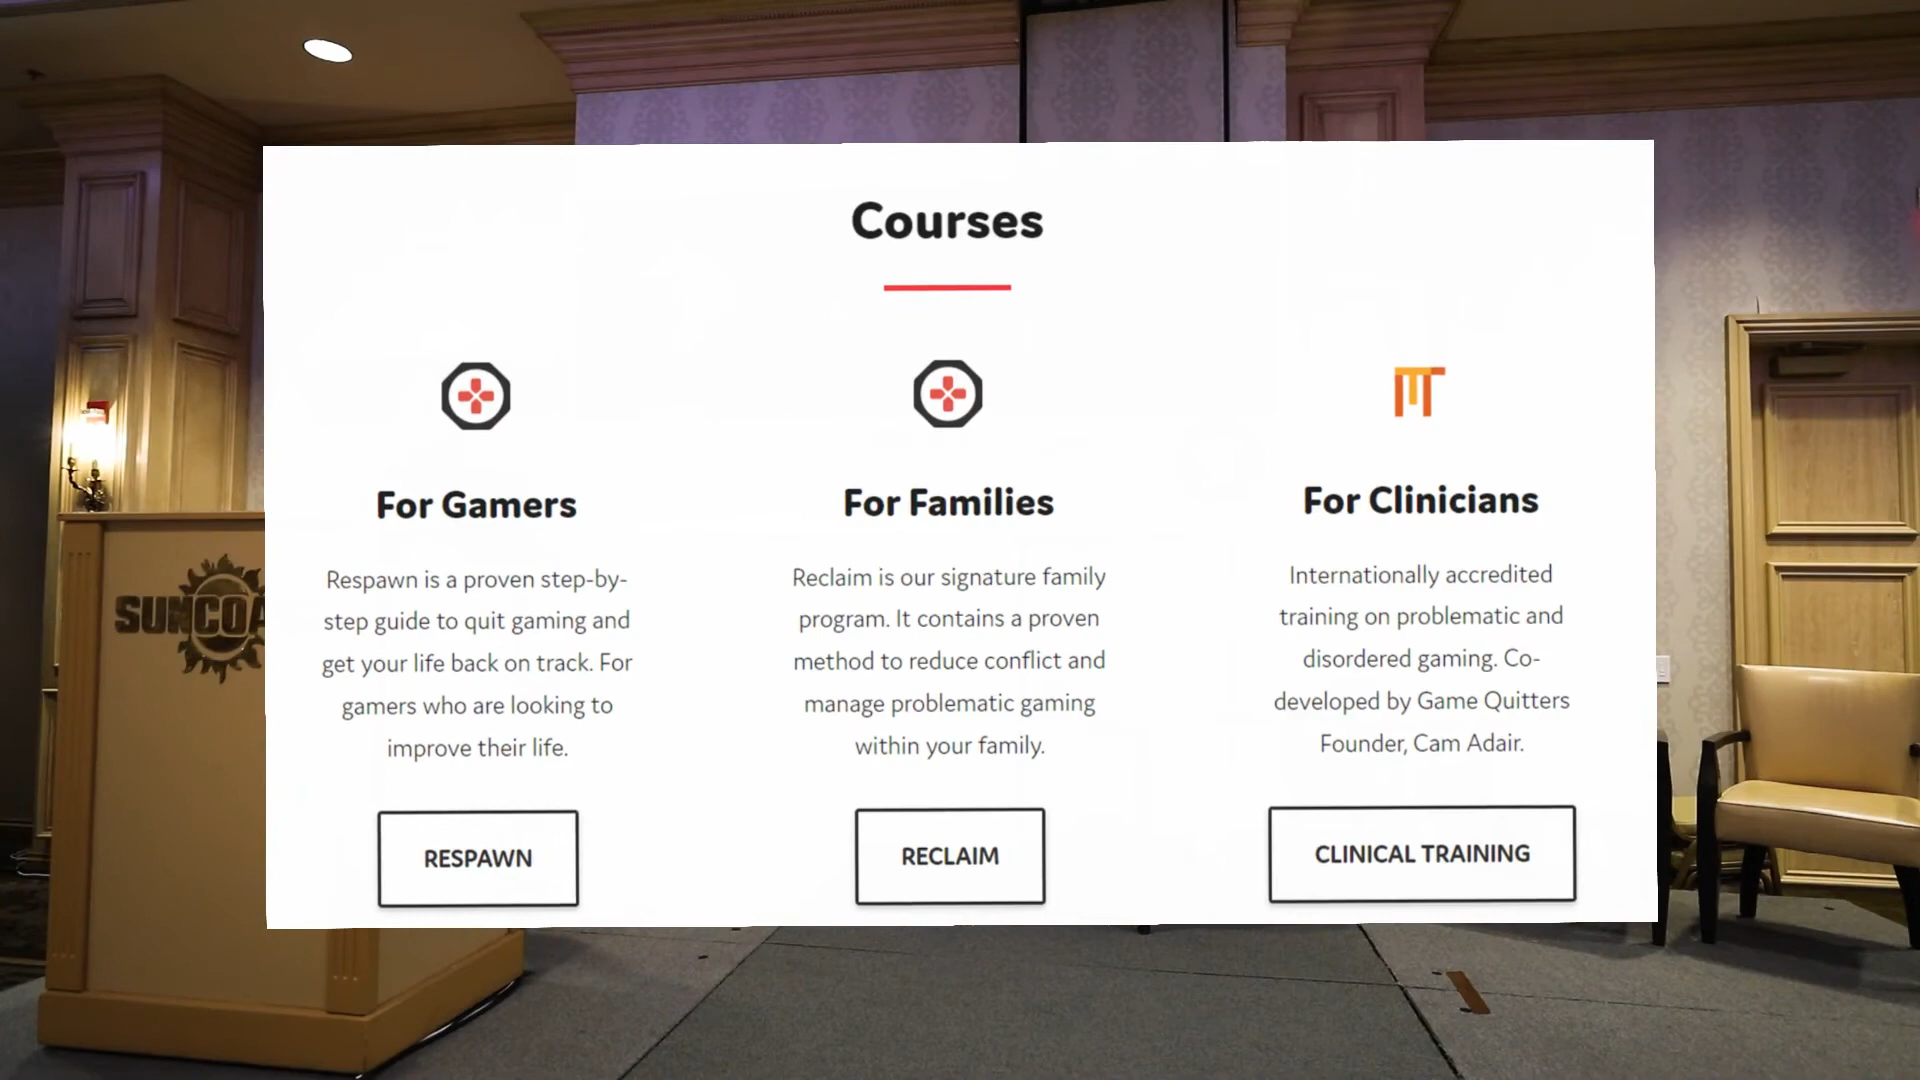 Courses
For Gamers
Respawn is a proven step-by-
step guide to quit gaming and
get your life back on track. For
gamers who are looking to
improve their life.
RESPAWN
For Families
Reclaim is our signature family
program. It contains a proven
method to reduce conflict and
manage problematic gaming
within your family.
RECLAIM
For Clinicians
Internationally accredited
training on problematic and
disordered gaming. Co-
developed by Game Quitters
Founder, Cam Adair.
CLINICAL TRAINING
SUNCOA